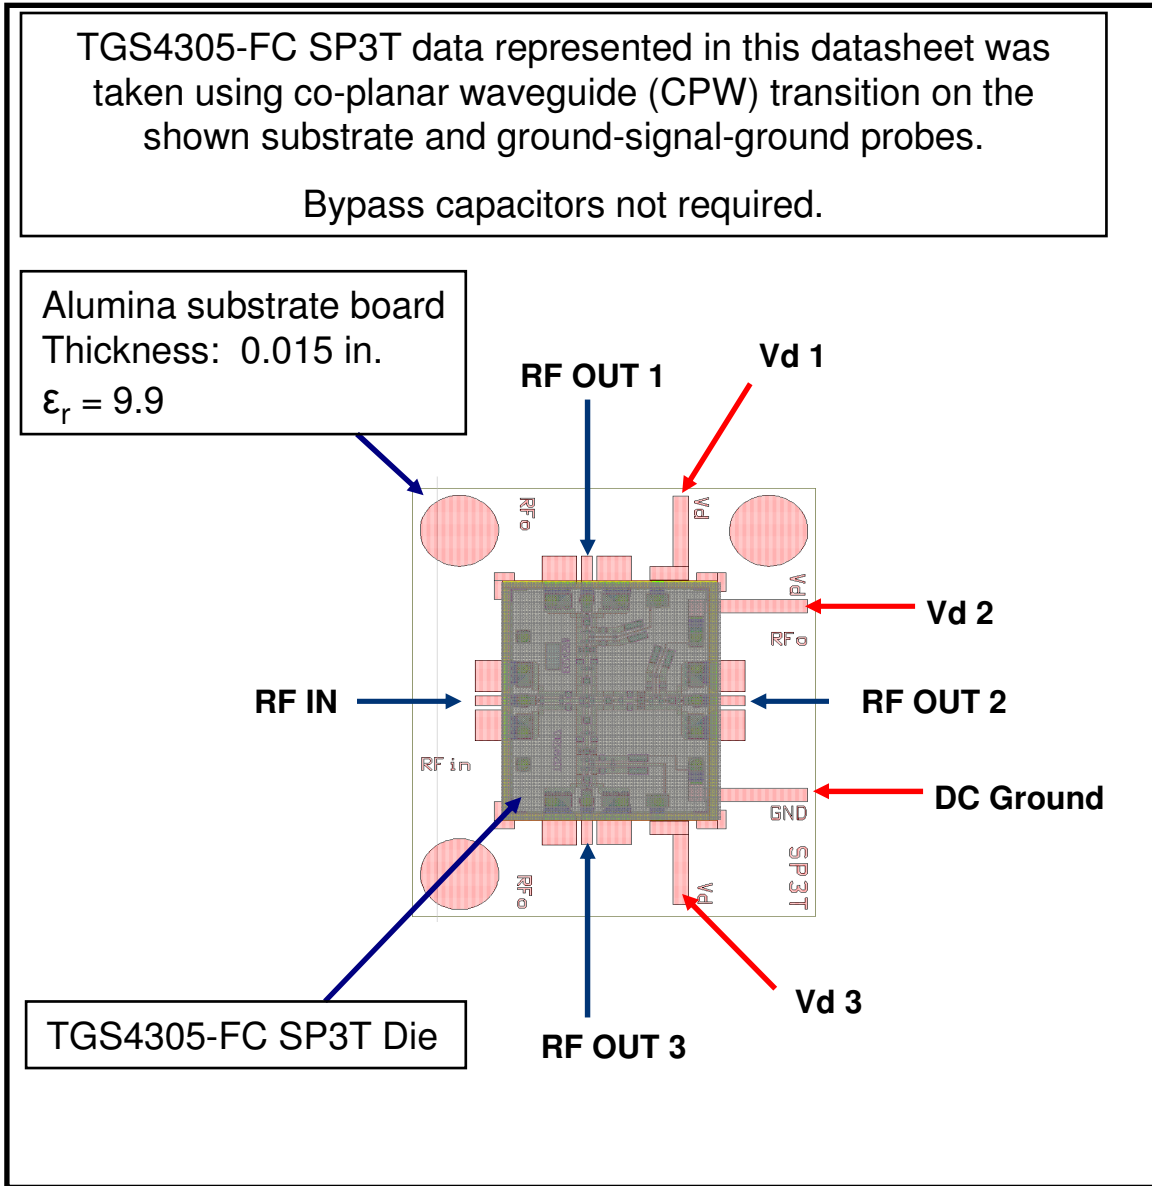 TGS4305-FC SP3T data represented in this datasheet was
taken using co-planar waveguide (CPW) transition on the
shown substrate and ground-signal-ground probes.
Bypass capacitors not required.
Alumina substrate board
Thickness: 0.015 in.
εr = 9.9
RF OUT 1
Vd 1
RFo
Vd
Vd
Vd 2
RFo
RF IN
RF OUT 2
RFin
DC Ground
GND
SP3T
RFo
Vd
Vd 3
TGS4305-FC SP3T Die
RF OUT 3